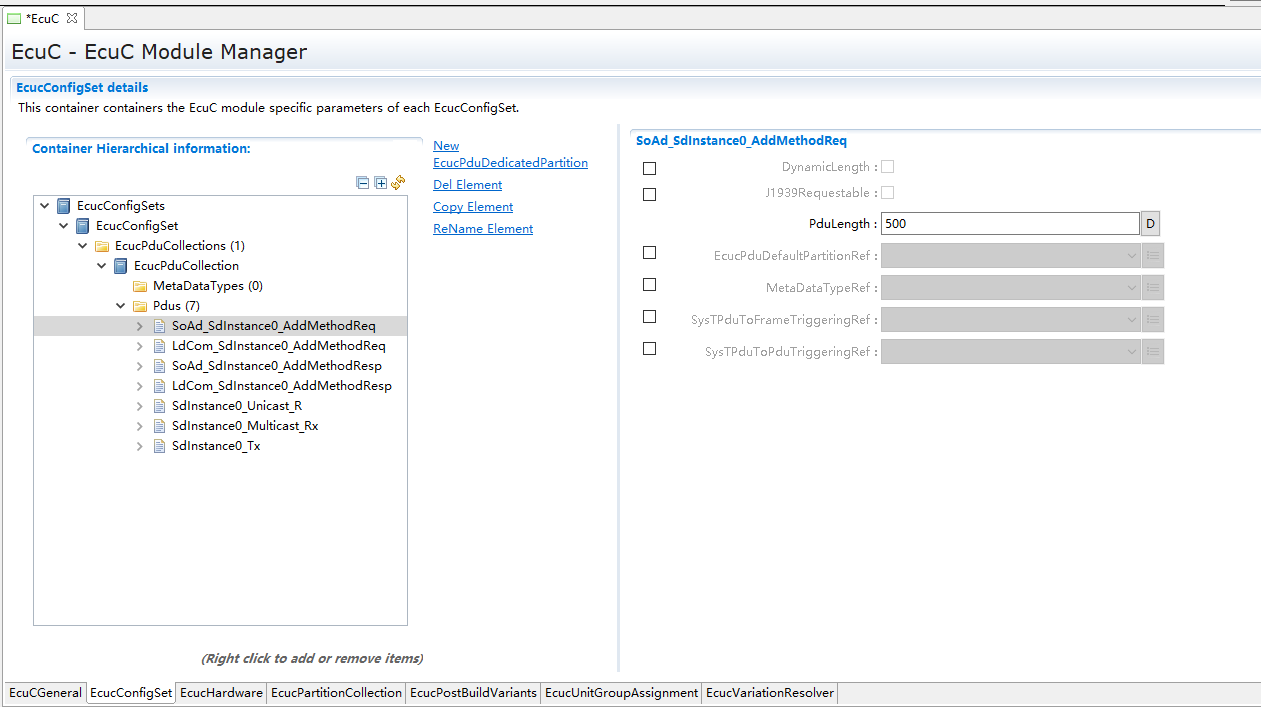 *EcuC
EcuC - EcuC Module Manager
EcucConfigSet details
This container containers the EcuC module specific parameters of each EcucConfigSet.
Container Hierarchical information:
EcucConfigSets
EcucConfigSet
EcucPduCollections (1)
EcucPduCollection
MetaDataTypes (0)
Pdus (7)
SoAd_SdInstance0_AddMethodReq
LdCom_SdInstance0_AddMethodReq
SoAd_SdInstance0_AddMethodResp
LdCom_SdInstance0_AddMethodResp
SdInstance0_Unicast_R
SdInstance0_Multicast_Rx
SdInstance0_Tx
(Right click to add or remove items)
New
EcucPduDedicatedPartition
Del Element
Copy Element
ReName Element
SoAd_SdInstance0_AddMethodReq
DynamicLength :
J1939Requestable :
PduLength : 500 D
EcucPduDefaultPartitionRef :
MetaDataTypeRef :
SysTPduToFrameTriggeringRef :
SysTPduToPduTriggeringRef :
EcuCGeneral EcucConfigSet EcucHardware EcucPartitionCollection EcucPostBuildVariants EcucUnitGroupAssignment EcucVariationResolver